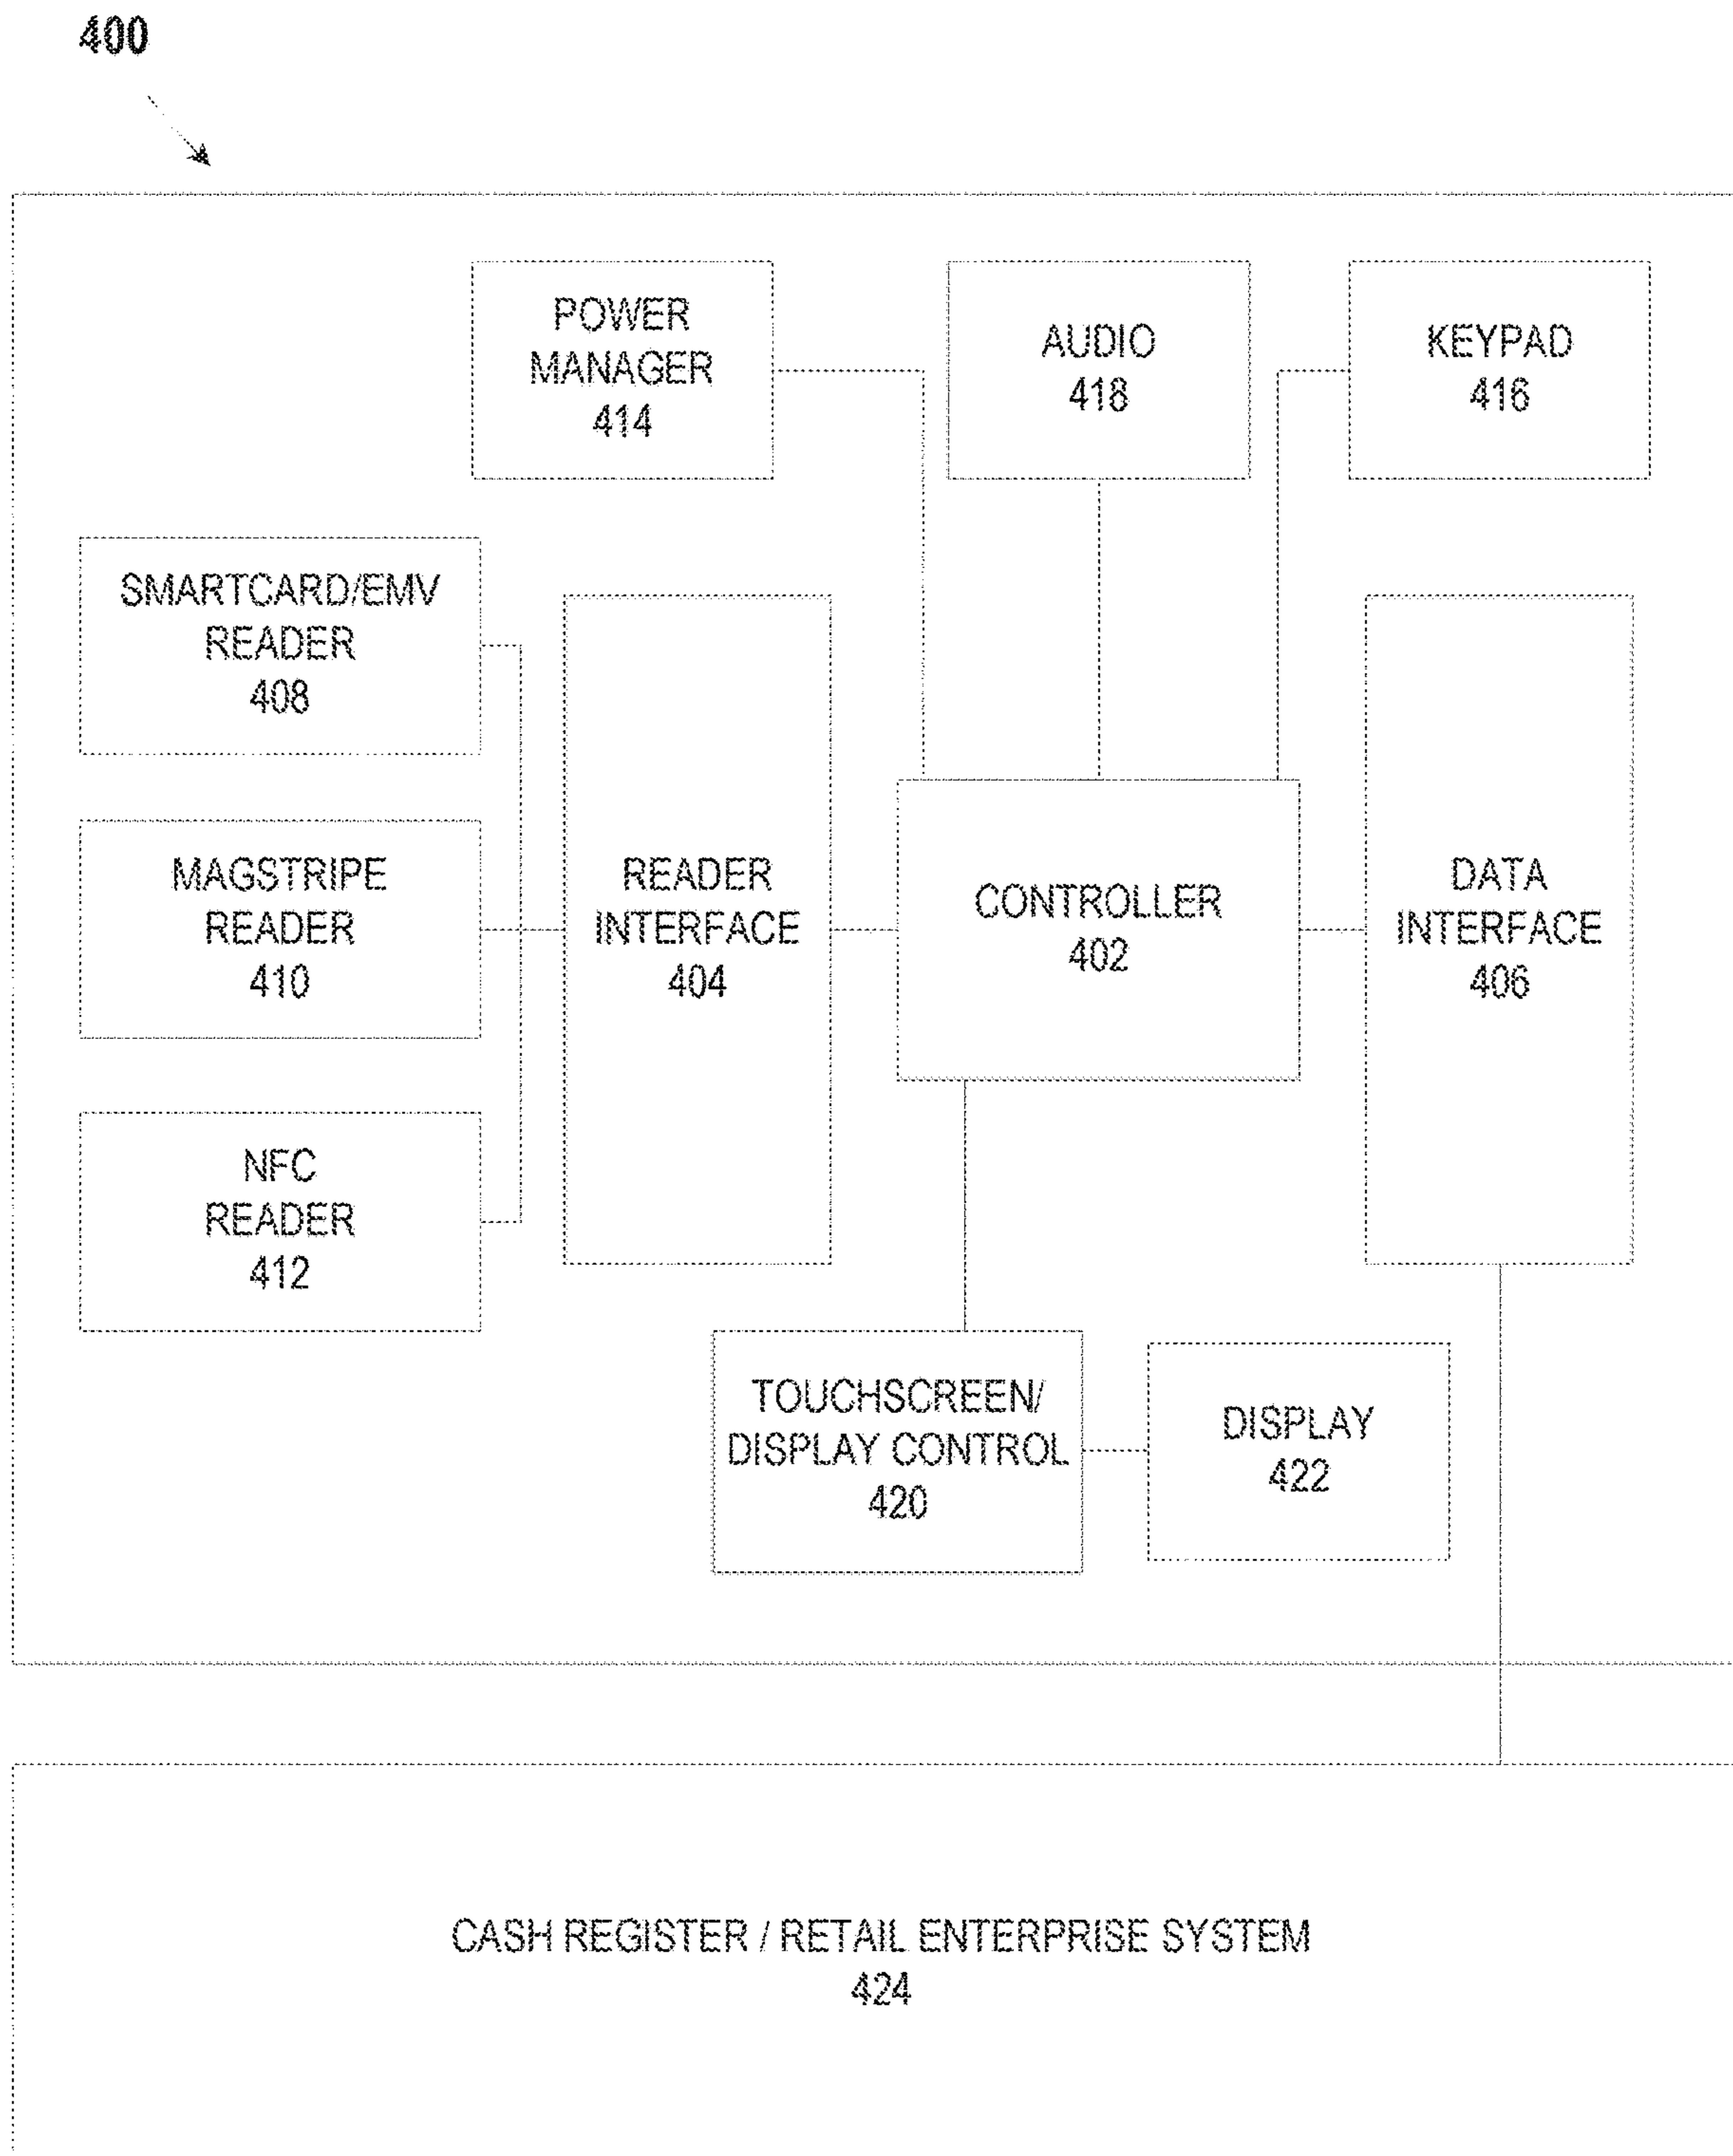 400
POWER
MANAGER
414
AUDIO
418
KEYPAD
416
SMARTCARD/EMV
READER
408
MAGSTRIPE
READER
410
NFC
READER
412
READER
INTERFACE
404
CONTROLLER
402
DATA
INTERFACE
406
TOUCHSCREEN/
DISPLAY CONTROL
420
DISPLAY
422
CASH REGISTER / RETAIL ENTERPRISE SYSTEM
424